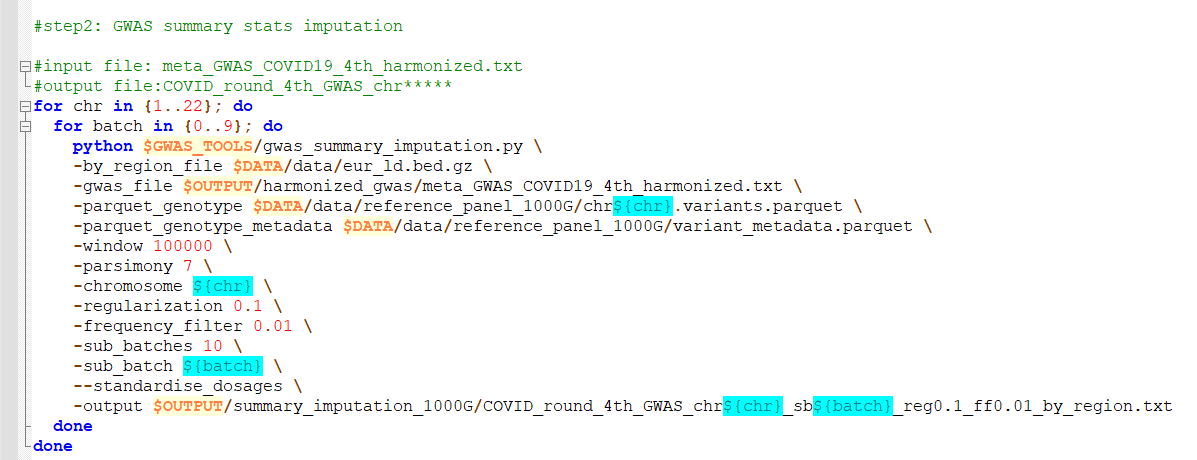 #step2: GWAS summary stats imputation
#input file: meta_GWAS_COVID19_4th_harmonized.txt
#output file:COVID_round_4th_GWAS_chr*****
for chr in {1..22}; do
for batch in {0..9}; do
python $GWAS_TOOLS/gwas_summary_imputation.py \
-by_region_file $DATA/data/eur_ld.bed.gz \
-gwas_file $OUTPUT/harmonized_gwas/meta_GWAS_COVID19_4th_harmonized.txt \
-parquet_genotype $DATA/data/reference_panel_1000G/chr${chr}.variants.parquet \
-parquet_genotype_metadata $DATA/data/reference_panel_1000G/variant_metadata.parquet \
-window 100000 \
-parsimony 7 \
-chromosome ${chr} \
-regularization 0.1 \
-frequency_filter 0.01 \
-sub_batches 10 \
-sub_batch ${batch} \
--standardise_dosages \
-output $OUTPUT/summary_imputation_1000G/COVID_round_4th_GWAS_chr${chr}_sb${batch}_reg0.1_ff0.01_by_region.txt
done
done